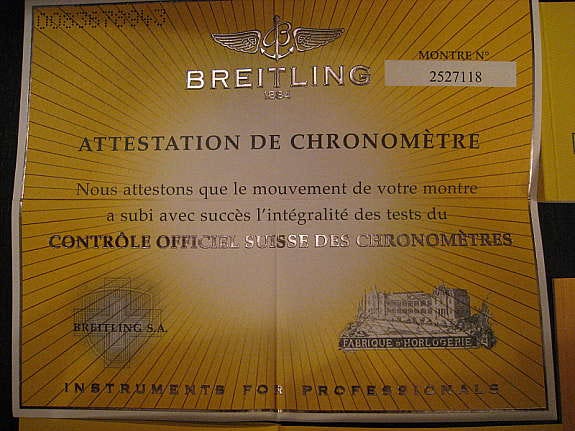 BREITLING
1884
MONTRE N°
2527118
ATTESTATION DE CHRONOMÈTRE
Nous attestons que le mouvement de votre montre
a subi avec succès l'intégralité des tests du
CONTRÔLE OFFICIEL SUISSE DES CHRONOMÈTRES
BREITLING S.A.
FABRIQUE D'HORLOGERIE
INSTRUMENTS FOR PROFESSIONALS